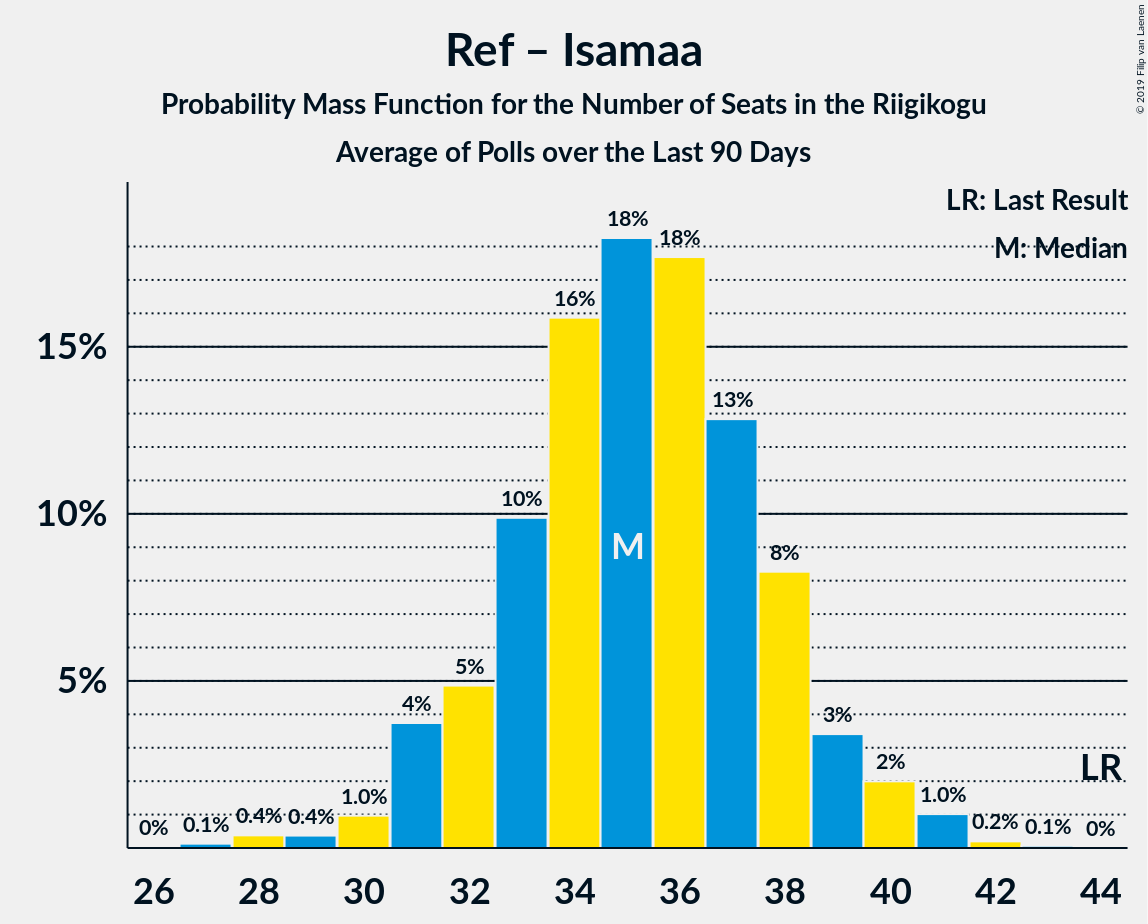 Ref – Isamaa
Probability Mass Function for the Number of Seats in the Riigikogu
Average of Polls over the Last 90 Days
© 2019 Filip van Laenen
LR: Last Result
M: Median
15%
10%
5%
0%
0.1%
0.4%
0.4%
1.0%
4%
5%
10%
16%
18%
18%
13%
8%
3%
2%
1.0%
0.2%
0.1%
0%
M
LR
26 28 30 32 34 36 38 40 42 44